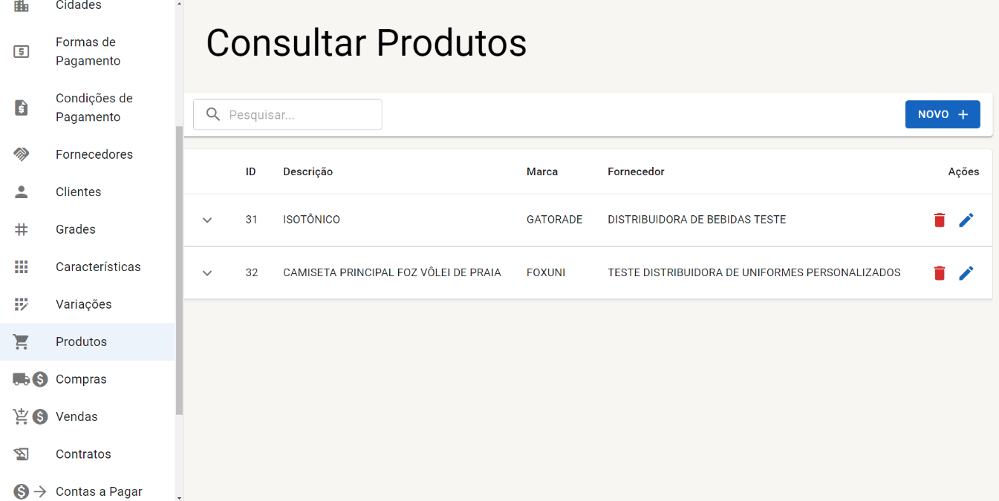 Cidades
Formas de
Pagamento
Condições de
Pagamento
Fornecedores
Clientes
Grades
Características
Variações
Produtos
Compras
Vendas
Contratos
Contas a Pagar
Consultar Produtos
Pesquisar...
NOVO +
ID Descrição Marca Fornecedor Ações
31 ISOTÔNICO GATORADE DISTRIBUIDORA DE BEBIDAS TESTE
32 CAMISETA PRINCIPAL FOZ VÔLEI DE PRAIA FOXUNI TESTE DISTRIBUIDORA DE UNIFORMES PERSONALIZADOS